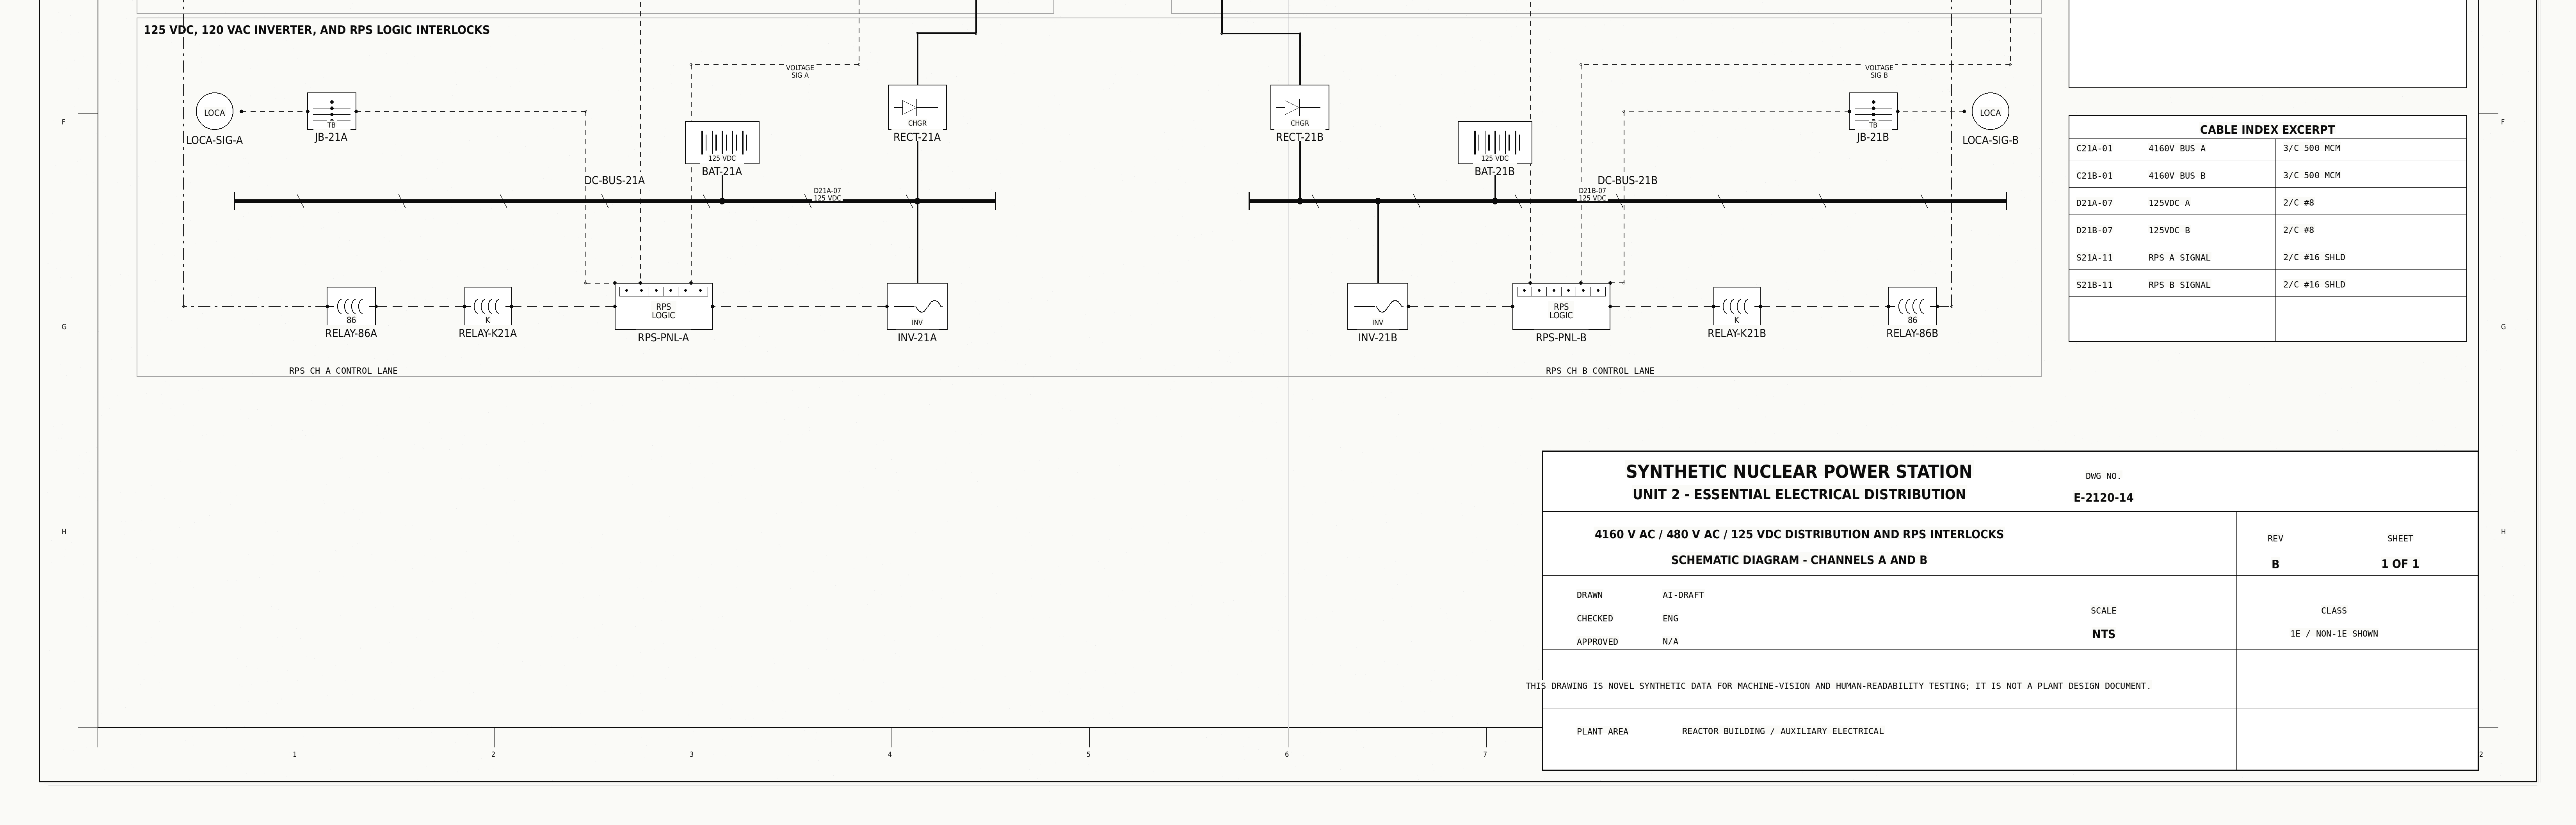 125 VDC, 120 VAC INVERTER, AND RPS LOGIC INTERLOCKS
VOLTAGE
SIG A
LOCA
LOCA-SIG-A
TB
JB-21A
CHGR
RECT-21A
125 VDC
BAT-21A
DC-BUS-21A
D21A-07
125 VDC
86
RELAY-86A
K
RELAY-K21A
RPS
LOGIC
RPS-PNL-A
INV
INV-21A
RPS CH A CONTROL LANE
VOLTAGE
SIG B
CHGR
RECT-21B
125 VDC
BAT-21B
TB
JB-21B
LOCA
LOCA-SIG-B
D21B-07
125 VDC
DC-BUS-21B
INV
INV-21B
RPS
LOGIC
RPS-PNL-B
K
RELAY-K21B
86
RELAY-86B
RPS CH B CONTROL LANE
CABLE INDEX EXCERPT
C21A-01 4160V BUS A 3/C 500 MCM
C21B-01 4160V BUS B 3/C 500 MCM
D21A-07 125VDC A 2/C #8
D21B-07 125VDC B 2/C #8
S21A-11 RPS A SIGNAL 2/C #16 SHLD
S21B-11 RPS B SIGNAL 2/C #16 SHLD
F
F
G
G
H
H
SYNTHETIC NUCLEAR POWER STATION
UNIT 2 - ESSENTIAL ELECTRICAL DISTRIBUTION
DWG NO.
E-2120-14
4160 V AC / 480 V AC / 125 VDC DISTRIBUTION AND RPS INTERLOCKS
SCHEMATIC DIAGRAM - CHANNELS A AND B
REV
B
SHEET
1 OF 1
DRAWN AI-DRAFT
CHECKED ENG
APPROVED N/A
SCALE
NTS
CLASS
1E / NON-1E SHOWN
THIS DRAWING IS NOVEL SYNTHETIC DATA FOR MACHINE-VISION AND HUMAN-READABILITY TESTING; IT IS NOT A PLANT DESIGN DOCUMENT.
PLANT AREA REACTOR BUILDING / AUXILIARY ELECTRICAL
1 2 3 4 5 6 7 2